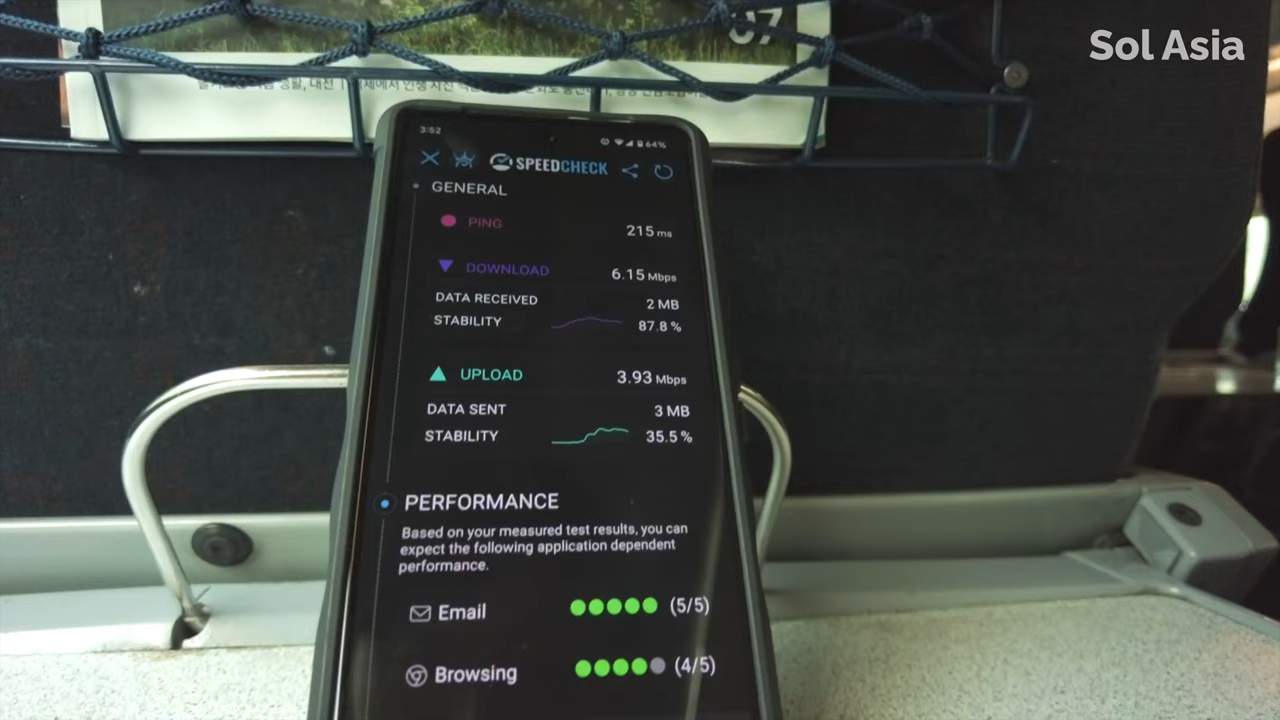 07
Sol Asia
3:52
64%
SPEEDCHECK
GENERAL
PING
215 ms
DOWNLOAD
6.15 Mbps
DATA RECEIVED
2 MB
STABILITY
87.8 %
UPLOAD
3.93 Mbps
DATA SENT
3 MB
STABILITY
35.5 %
PERFORMANCE
Based on your measured test results, you can
expect the following application dependent
performance.
Email
(5/5)
Browsing
(4/5)